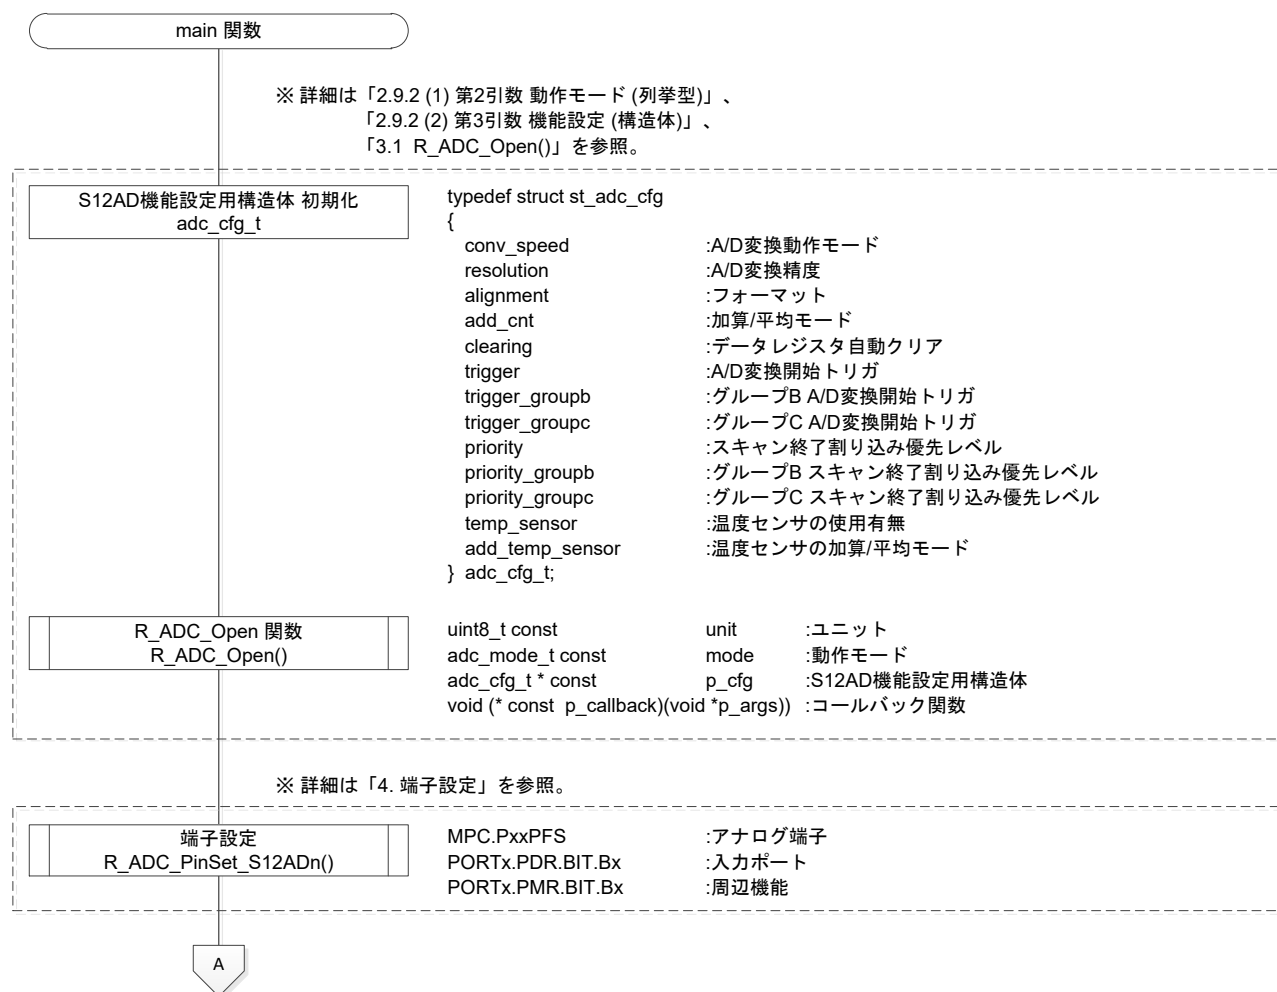 main 関数
※ 詳細は「2.9.2 (1) 第2引数 動作モード (列挙型)」、
「2.9.2 (2) 第3引数 機能設定 (構造体)」、
「3.1 R_ADC_Open()」を参照。
S12AD機能設定用構造体 初期化
adc_cfg_t
typedef struct st_adc_cfg
{
conv_speed :A/D変換動作モード
resolution :A/D変換精度
alignment :フォーマット
add_cnt :加算/平均モード
clearing :データレジスタ自動クリア
trigger :A/D変換開始トリガ
trigger_groupb :グループB A/D変換開始トリガ
trigger_groupc :グループC A/D変換開始トリガ
priority :スキャン終了割り込み優先レベル
priority_groupb :グループB スキャン終了割り込み優先レベル
priority_groupc :グループC スキャン終了割り込み優先レベル
temp_sensor :温度センサの使用有無
add_temp_sensor :温度センサの加算/平均モード
} adc_cfg_t;
R_ADC_Open 関数
R_ADC_Open()
uint8_t const unit :ユニット
adc_mode_t const mode :動作モード
adc_cfg_t * const p_cfg :S12AD機能設定用構造体
void (* const p_callback)(void *p_args)) :コールバック関数
※ 詳細は「4. 端子設定」を参照。
端子設定
R_ADC_PinSet_S12ADn()
MPC.PxxPFS :アナログ端子
PORTx.PDR.BIT.Bx :入力ポート
PORTx.PMR.BIT.Bx :周辺機能
A